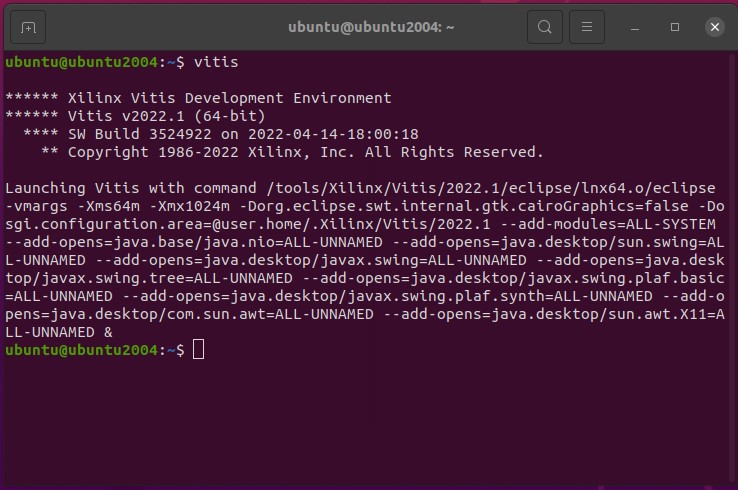 ubuntu@ubuntu2004: ~
ubuntu@ubuntu2004:~$ vitis
****** Xilinx Vitis Development Environment
****** Vitis v2022.1 (64-bit)
  **** SW Build 3524922 on 2022-04-14-18:00:18
    ** Copyright 1986-2022 Xilinx, Inc. All Rights Reserved.
Launching Vitis with command /tools/Xilinx/Vitis/2022.1/eclipse/lnx64.o/eclipse
-vmargs -Xms64m -Xmx1024m -Dorg.eclipse.swt.internal.gtk.cairoGraphics=false -Do
sgi.configuration.area=@user.home/.Xilinx/Vitis/2022.1 --add-modules=ALL-SYSTEM
--add-opens=java.base/java.nio=ALL-UNNAMED --add-opens=java.desktop/sun.swing=AL
L-UNNAMED --add-opens=java.desktop/javax.swing=ALL-UNNAMED --add-opens=java.desk
top/javax.swing.tree=ALL-UNNAMED --add-opens=java.desktop/javax.swing.plaf.basic
=ALL-UNNAMED --add-opens=java.desktop/javax.swing.plaf.synth=ALL-UNNAMED --add-o
pens=java.desktop/com.sun.awt=ALL-UNNAMED --add-opens=java.desktop/sun.awt.X11=A
LL-UNNAMED &
ubuntu@ubuntu2004:~$